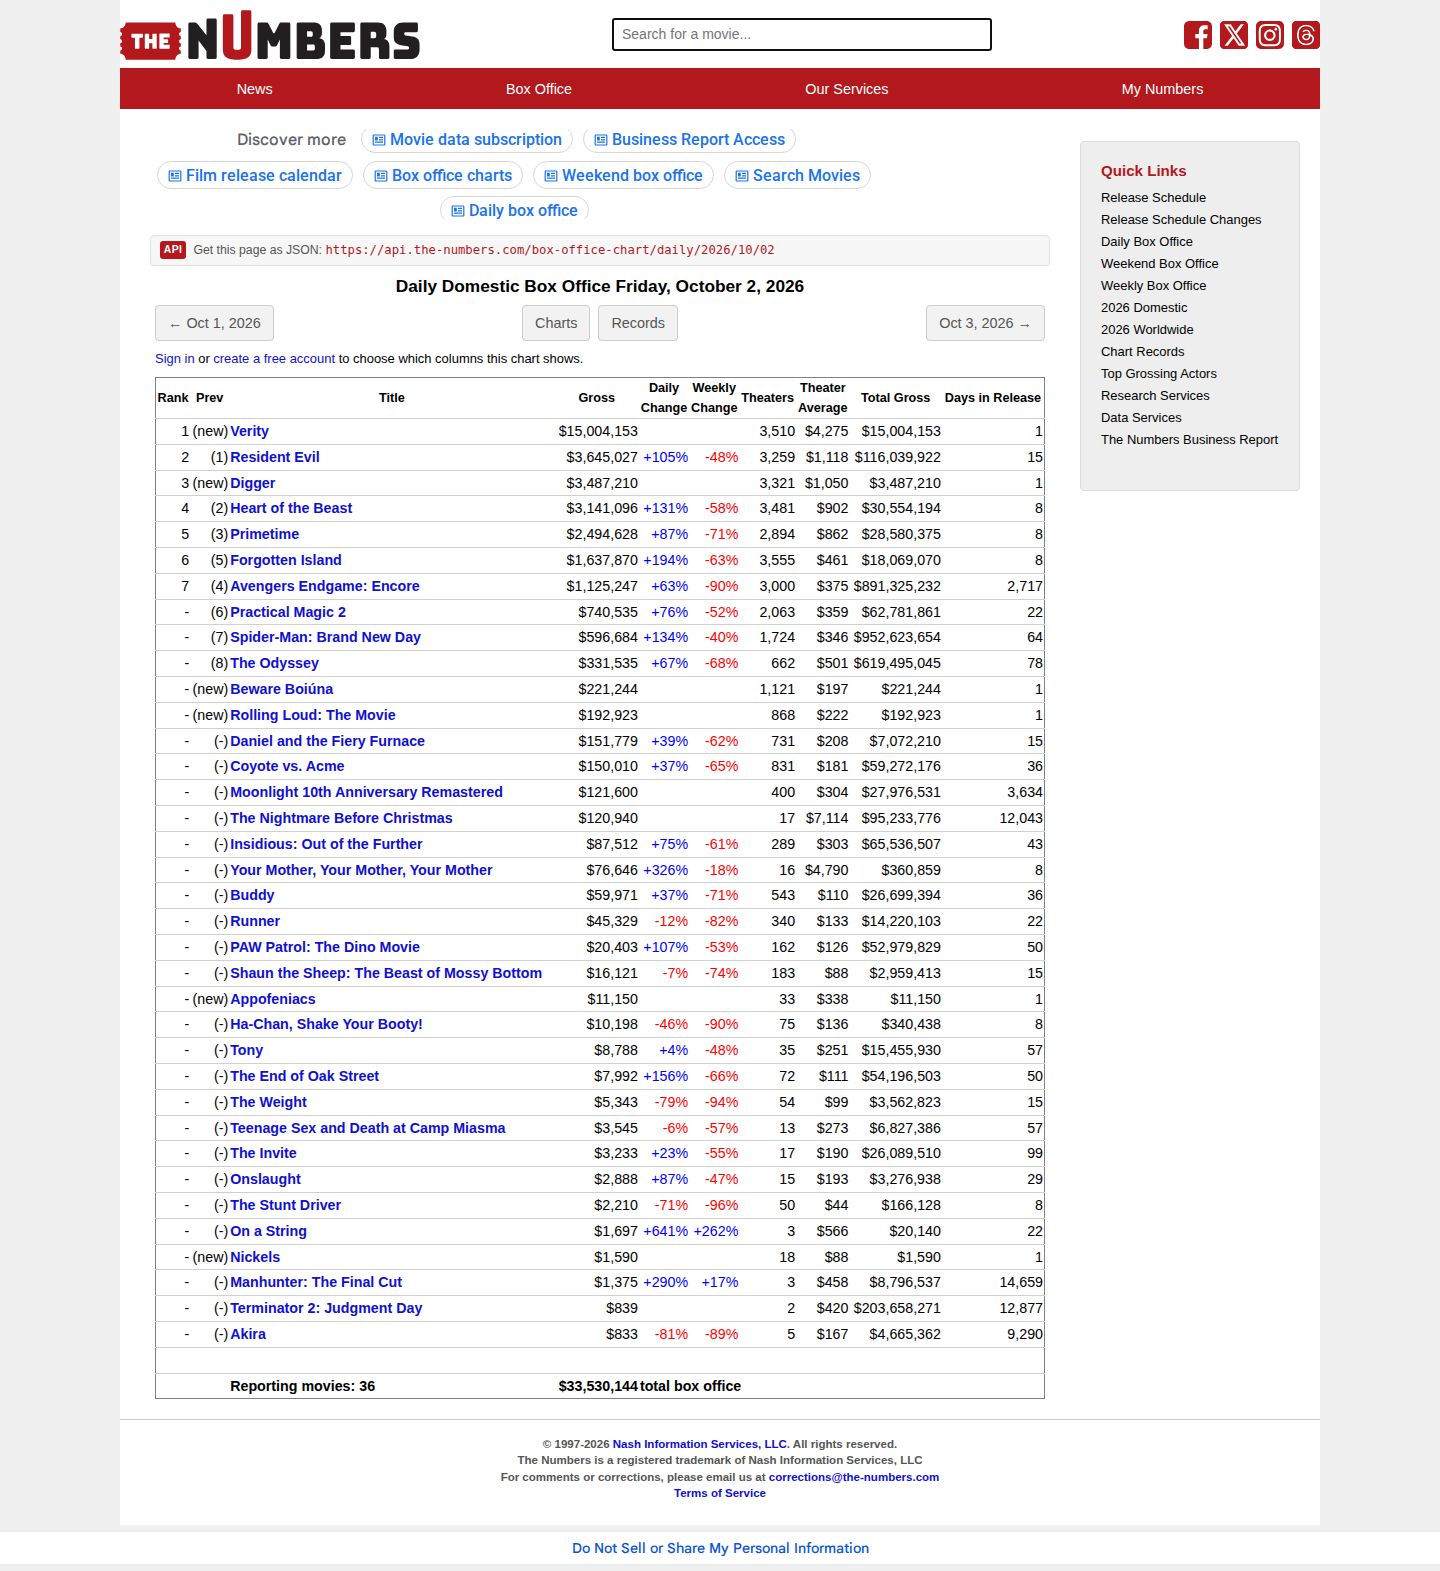 THE NUMBERS
Search for a movie...
News Box Office Our Services My Numbers
Discover more Movie data subscription Business Report Access
Film release calendar Box office charts Weekend box office Search Movies
Daily box office
API Get this page as JSON: https://api.the-numbers.com/box-office-chart/daily/2026/10/02
Daily Domestic Box Office Friday, October 2, 2026
← Oct 1, 2026 Charts Records Oct 3, 2026 →
Sign in or create a free account to choose which columns this chart shows.
Rank Prev Title Gross Daily Change Weekly Change Theaters Theater Average Total Gross Days in Release
1 (new) Verity $15,004,153 3,510 $4,275 $15,004,153 1
2 (1) Resident Evil $3,645,027 +105% -48% 3,259 $1,118 $116,039,922 15
3 (new) Digger $3,487,210 3,321 $1,050 $3,487,210 1
4 (2) Heart of the Beast $3,141,096 +131% -58% 3,481 $902 $30,554,194 8
5 (3) Primetime $2,494,628 +87% -71% 2,894 $862 $28,580,375 8
6 (5) Forgotten Island $1,637,870 +194% -63% 3,555 $461 $18,069,070 8
7 (4) Avengers Endgame: Encore $1,125,247 +63% -90% 3,000 $375 $891,325,232 2,717
- (6) Practical Magic 2 $740,535 +76% -52% 2,063 $359 $62,781,861 22
- (7) Spider-Man: Brand New Day $596,684 +134% -40% 1,724 $346 $952,623,654 64
- (8) The Odyssey $331,535 +67% -68% 662 $501 $619,495,045 78
- (new) Beware Boiúna $221,244 1,121 $197 $221,244 1
- (new) Rolling Loud: The Movie $192,923 868 $222 $192,923 1
- (-) Daniel and the Fiery Furnace $151,779 +39% -62% 731 $208 $7,072,210 15
- (-) Coyote vs. Acme $150,010 +37% -65% 831 $181 $59,272,176 36
- (-) Moonlight 10th Anniversary Remastered $121,600 400 $304 $27,976,531 3,634
- (-) The Nightmare Before Christmas $120,940 17 $7,114 $95,233,776 12,043
- (-) Insidious: Out of the Further $87,512 +75% -61% 289 $303 $65,536,507 43
- (-) Your Mother, Your Mother, Your Mother $76,646 +326% -18% 16 $4,790 $360,859 8
- (-) Buddy $59,971 +37% -71% 543 $110 $26,699,394 36
- (-) Runner $45,329 -12% -82% 340 $133 $14,220,103 22
- (-) PAW Patrol: The Dino Movie $20,403 +107% -53% 162 $126 $52,979,829 50
- (-) Shaun the Sheep: The Beast of Mossy Bottom $16,121 -7% -74% 183 $88 $2,959,413 15
- (new) Appofeniacs $11,150 33 $338 $11,150 1
- (-) Ha-Chan, Shake Your Booty! $10,198 -46% -90% 75 $136 $340,438 8
- (-) Tony $8,788 +4% -48% 35 $251 $15,455,930 57
- (-) The End of Oak Street $7,992 +156% -66% 72 $111 $54,196,503 50
- (-) The Weight $5,343 -79% -94% 54 $99 $3,562,823 15
- (-) Teenage Sex and Death at Camp Miasma $3,545 -6% -57% 13 $273 $6,827,386 57
- (-) The Invite $3,233 +23% -55% 17 $190 $26,089,510 99
- (-) Onslaught $2,888 +87% -47% 15 $193 $3,276,938 29
- (-) The Stunt Driver $2,210 -71% -96% 50 $44 $166,128 8
- (-) On a String $1,697 +641% +262% 3 $566 $20,140 22
- (new) Nickels $1,590 18 $88 $1,590 1
- (-) Manhunter: The Final Cut $1,375 +290% +17% 3 $458 $8,796,537 14,659
- (-) Terminator 2: Judgment Day $839 2 $420 $203,658,271 12,877
- (-) Akira $833 -81% -89% 5 $167 $4,665,362 9,290
Reporting movies: 36 $33,530,144 total box office
Quick Links
Release Schedule
Release Schedule Changes
Daily Box Office
Weekend Box Office
Weekly Box Office
2026 Domestic
2026 Worldwide
Chart Records
Top Grossing Actors
Research Services
Data Services
The Numbers Business Report
© 1997-2026 Nash Information Services, LLC. All rights reserved.
The Numbers is a registered trademark of Nash Information Services, LLC
For comments or corrections, please email us at corrections@the-numbers.com
Terms of Service
Do Not Sell or Share My Personal Information